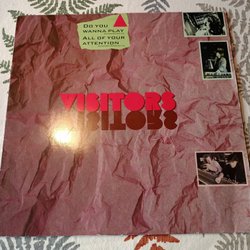 DO YOU
WANNA PLAY
ALL OF YOUR
ATTENTION
VISITORS
VISITORS